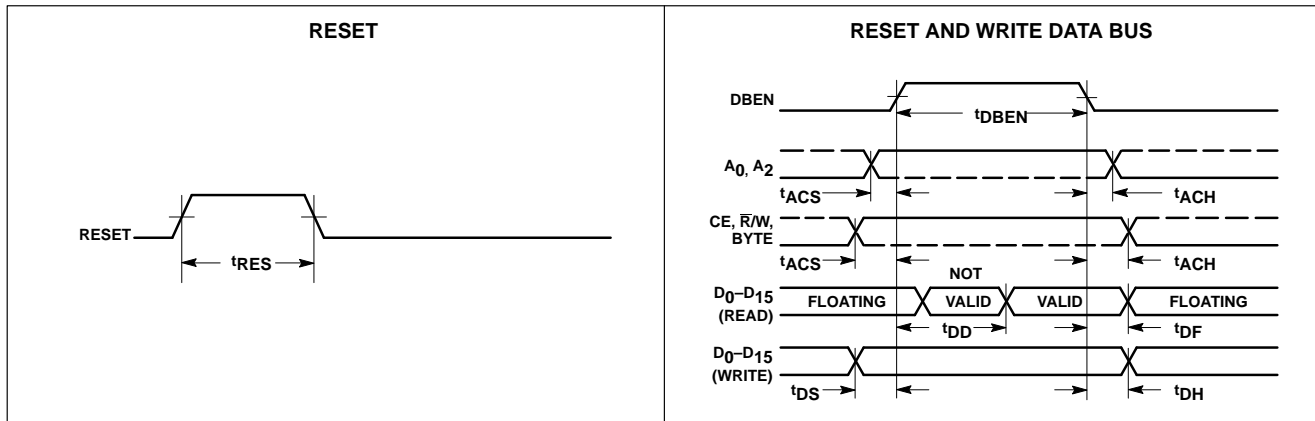 RESET
RESET
tRES
RESET AND WRITE DATA BUS
DBEN
tDBEN
A0, A2
tACS
tACH
CE, R̅/W,
BYTE
tACS
tACH
D0–D15
(READ)
FLOATING
NOT
VALID
VALID
FLOATING
tDD
tDF
D0–D15
(WRITE)
tDS
tDH